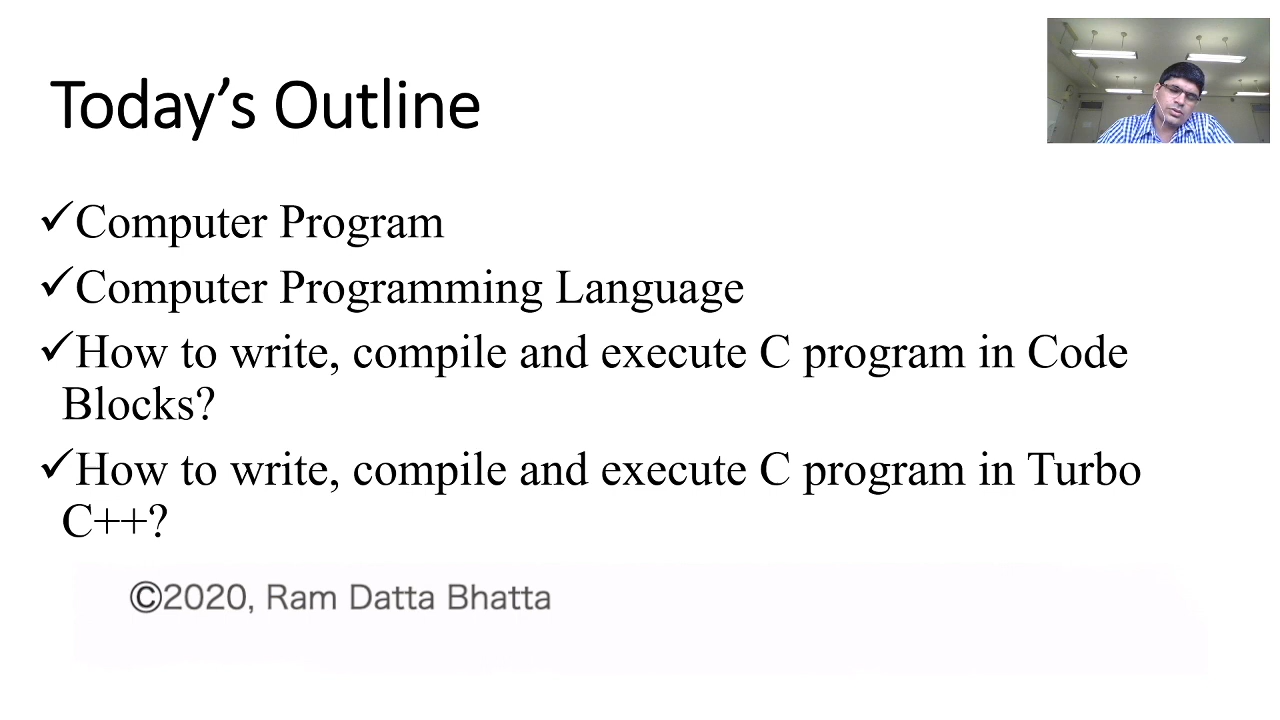 Today’s Outline
✓Computer Program
✓Computer Programming Language
✓How to write, compile and execute C program in Code
Blocks?
✓How to write, compile and execute C program in Turbo
C++?
©2020, Ram Datta Bhatta